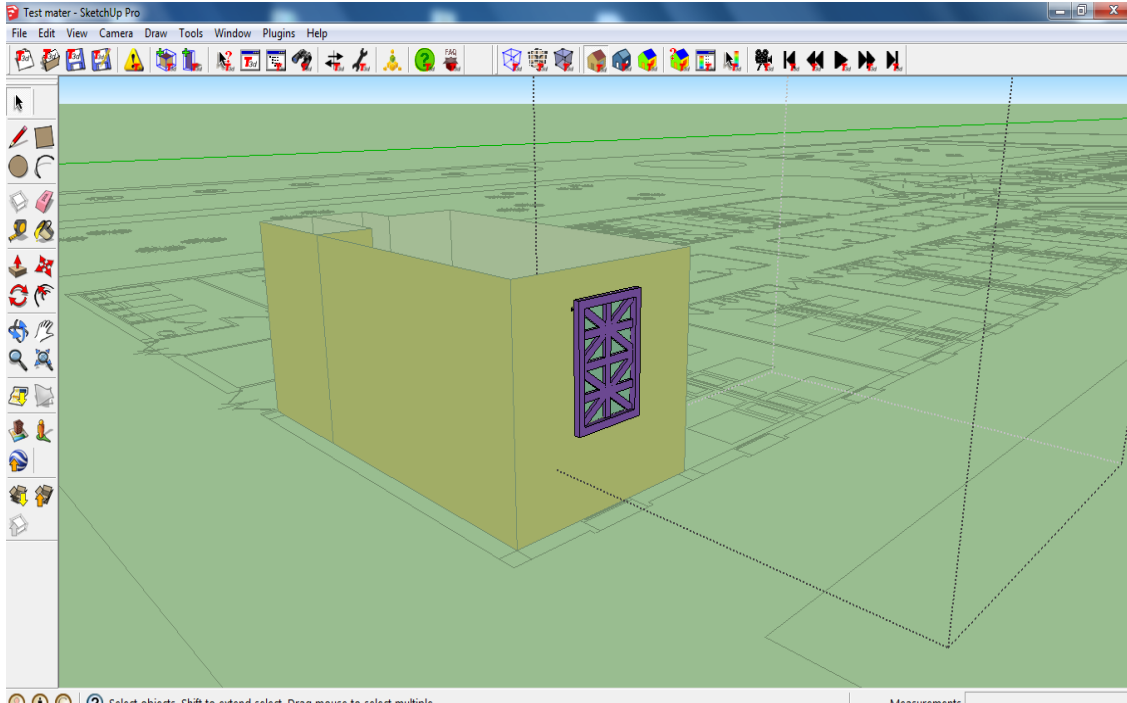 Test mater - SketchUp Pro
File Edit View Camera Draw Tools Window Plugins Help
FAQ
Select objects. Shift to extend select. Drag mouse to select multiple.
Measurements